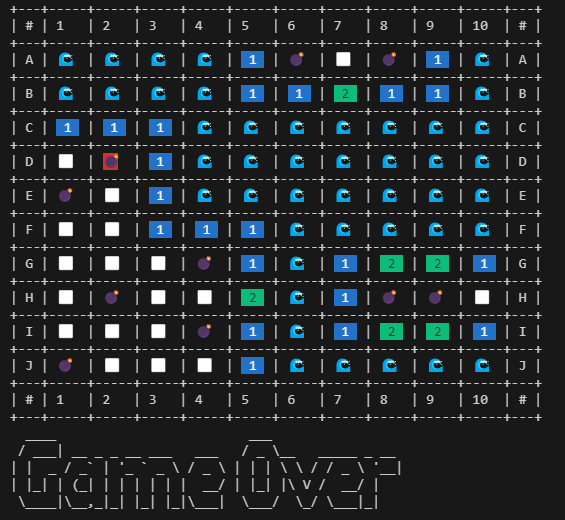 # 1 2 3 4 5 6 7 8 9 10 #
A 1 1 A
B 1 1 2 1 1 B
C 1 1 1 C
D 1 D
E 1 E
F 1 1 1 F
G 1 1 2 2 1 G
H 2 1 H
I 1 1 2 2 1 I
J 1 J
# 1 2 3 4 5 6 7 8 9 10 #
Game Over